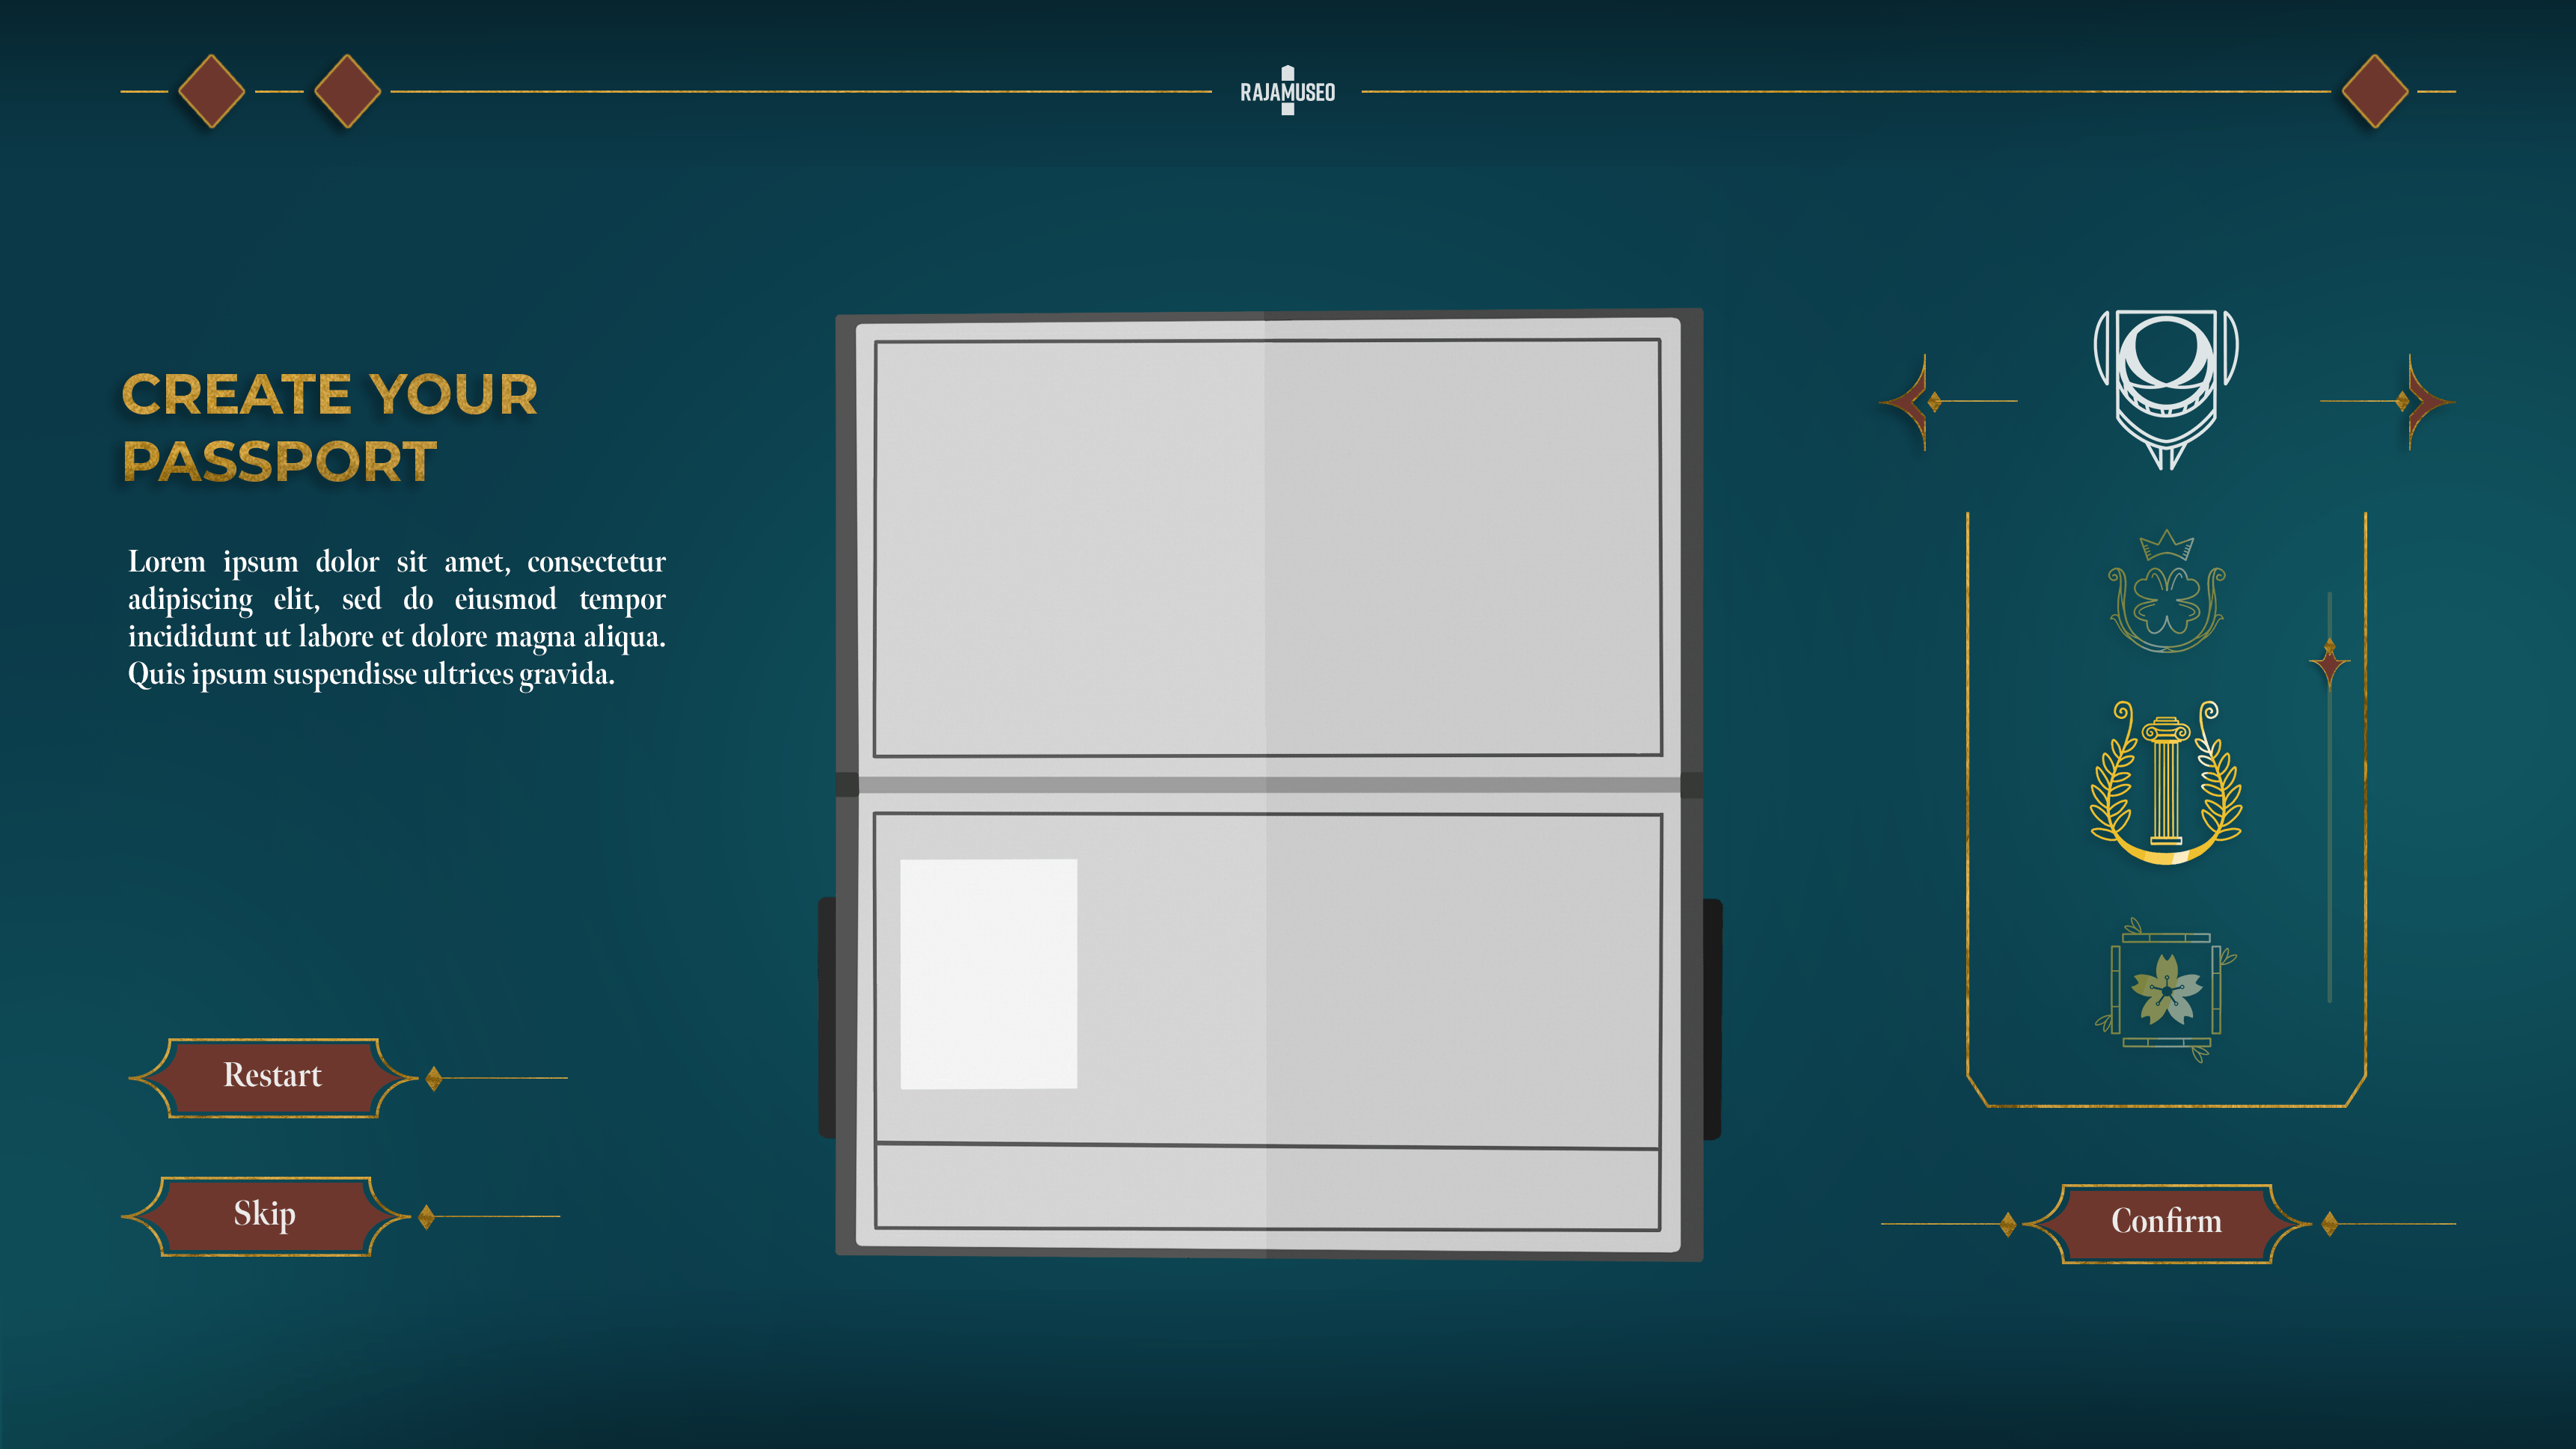 RAJAMUSEO
CREATE YOUR
PASSPORT
Lorem ipsum dolor sit amet, consectetur
adipiscing elit, sed do eiusmod tempor
incididunt ut labore et dolore magna aliqua.
Quis ipsum suspendisse ultrices gravida.
Restart
Skip
Confirm